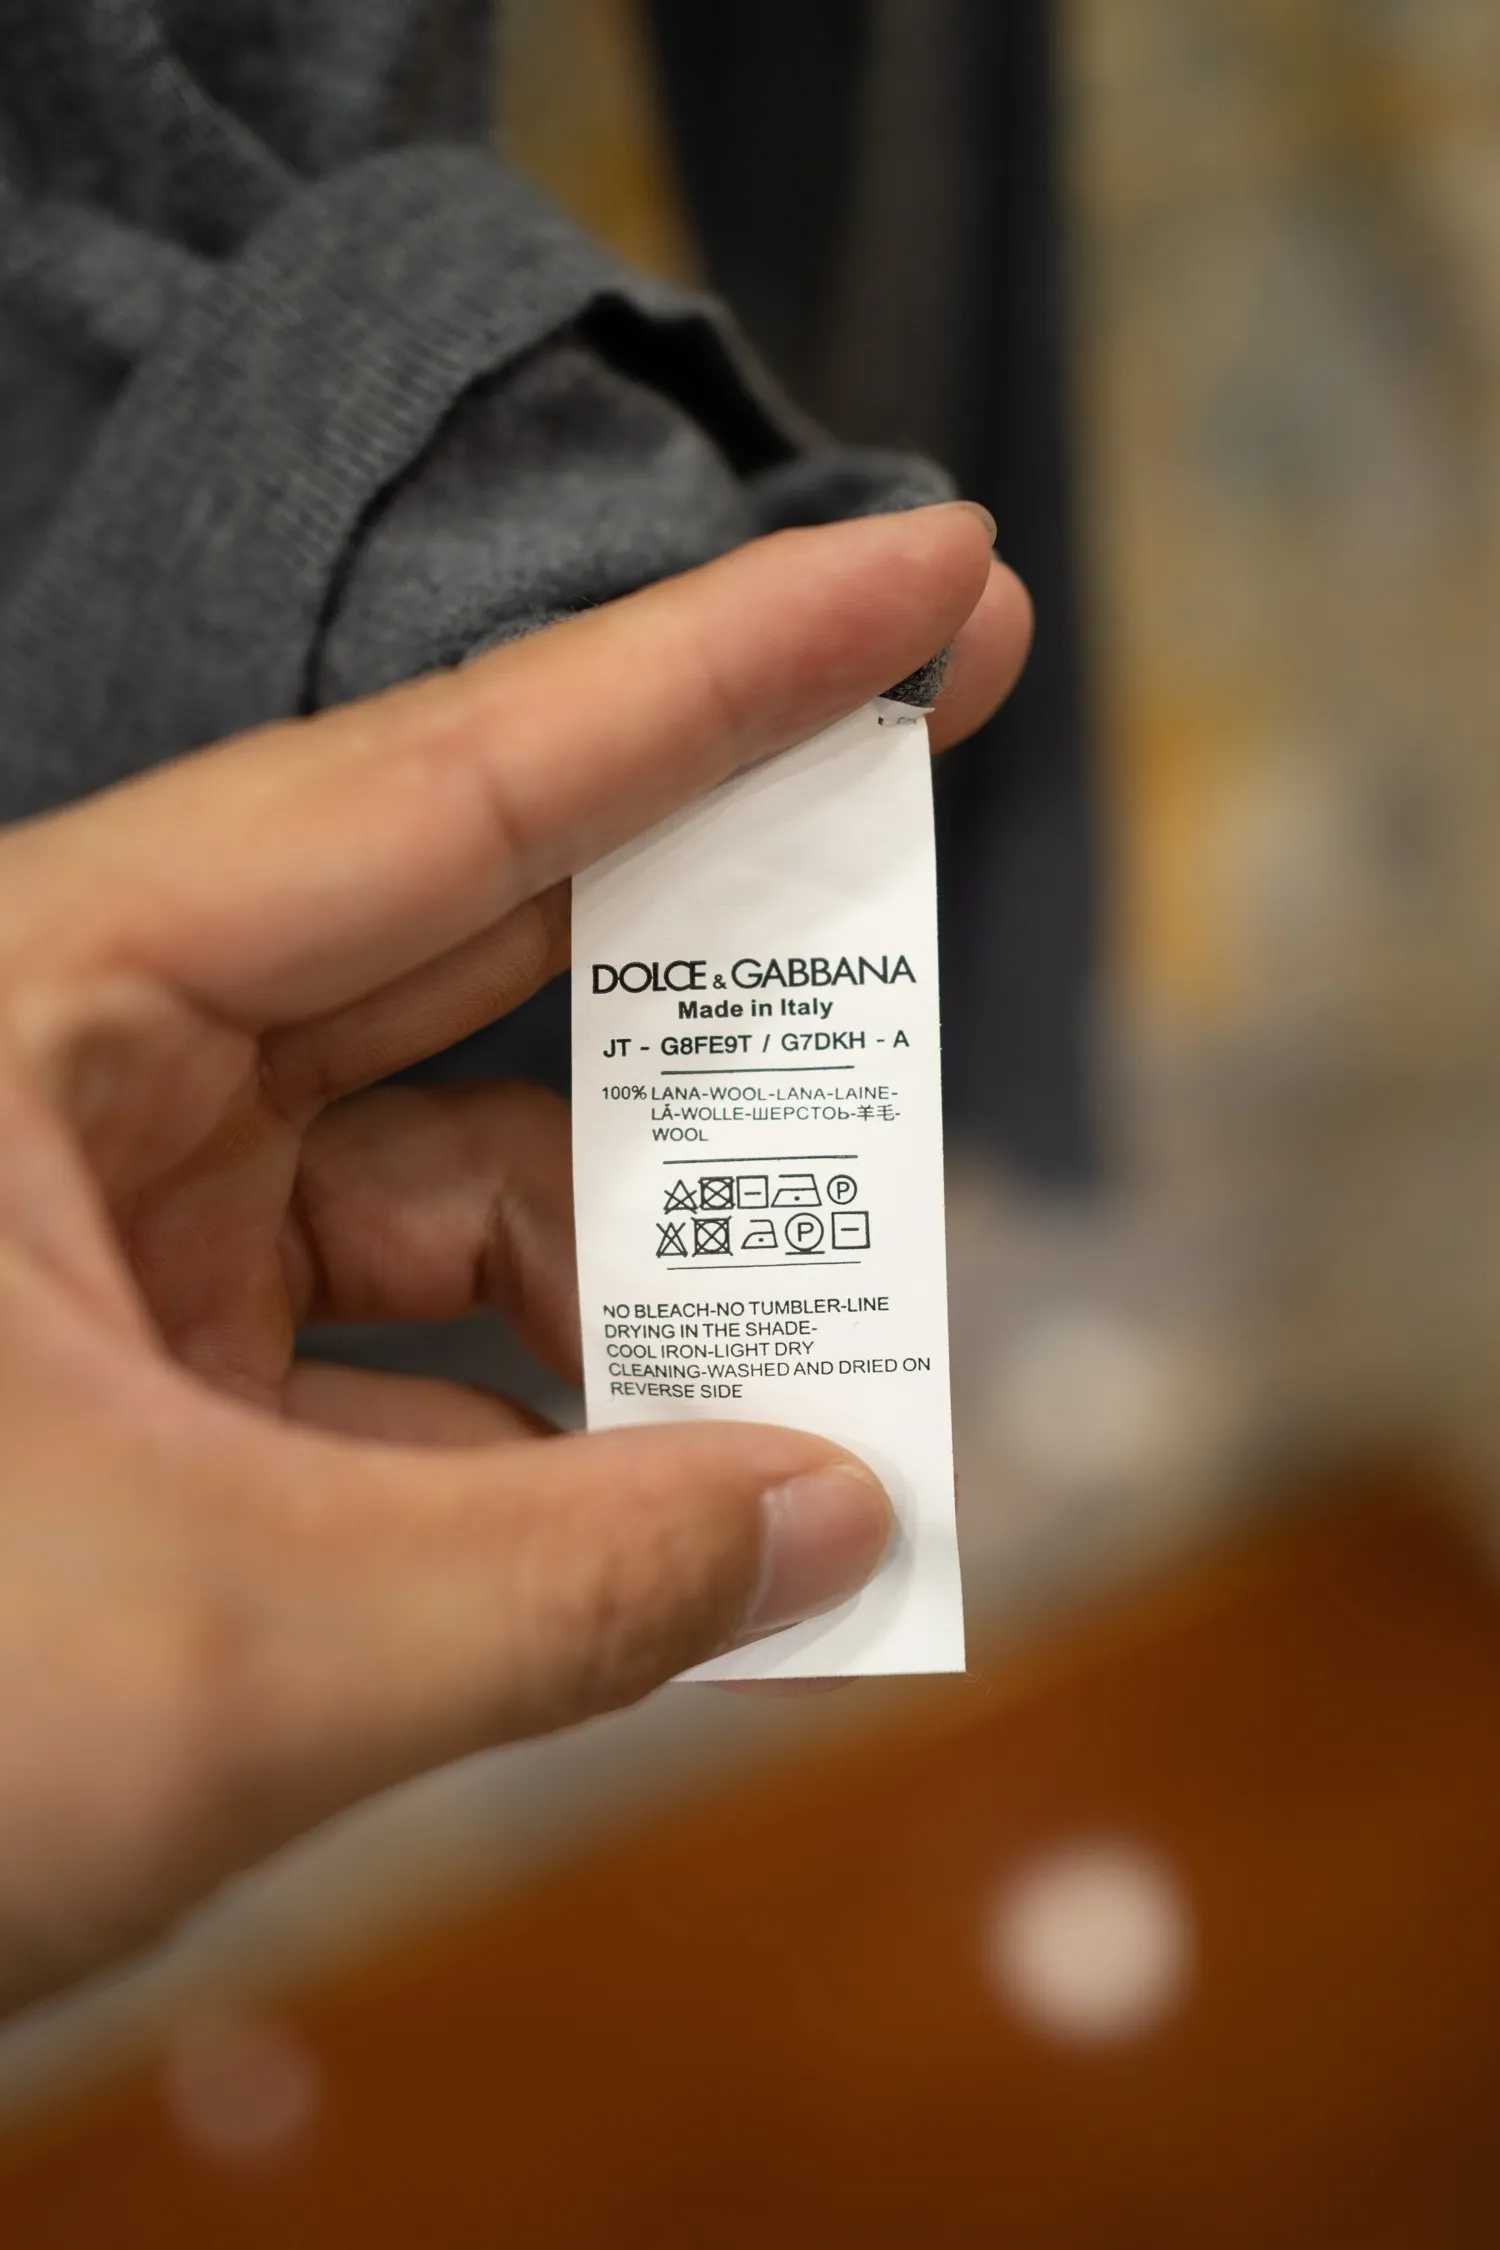 DOLCE & GABBANA
Made in Italy
JT - G8FE9T / G7DKH - A
100% LANA-WOOL-LANA-LAINE-
LÃ-WOLLE-ШЕРСТОЬ-羊毛-
WOOL
P
P
NO BLEACH-NO TUMBLER-LINE
DRYING IN THE SHADE-
COOL IRON-LIGHT DRY
CLEANING-WASHED AND DRIED ON
REVERSE SIDE